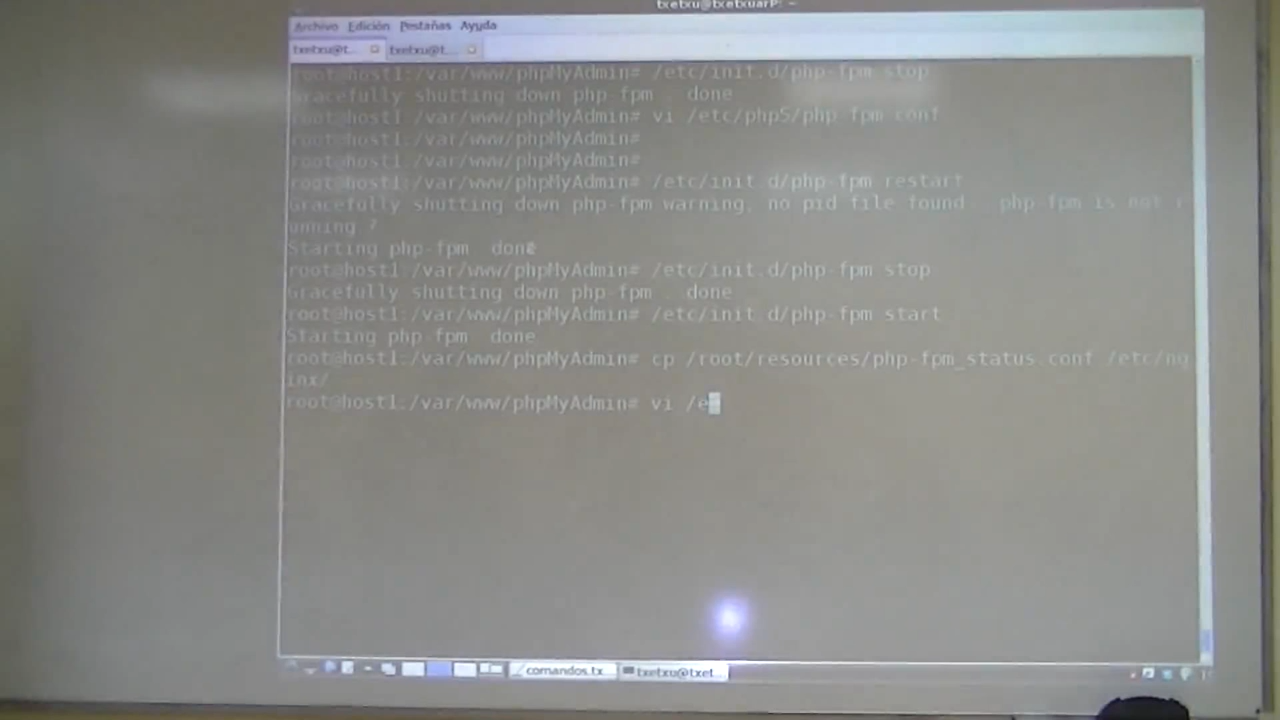 txetxu@txetxuarP: ~
Archivo Edición Pestañas Ayuda
txetxu@t... txetxu@t...
root@host1:/var/www/phpMyAdmin# /etc/init.d/php-fpm stop
Gracefully shutting down php-fpm . done
root@host1:/var/www/phpMyAdmin# vi /etc/php5/php-fpm.conf
root@host1:/var/www/phpMyAdmin#
root@host1:/var/www/phpMyAdmin#
root@host1:/var/www/phpMyAdmin# /etc/init.d/php-fpm restart
Gracefully shutting down php-fpm warning, no pid file found - php-fpm is not r
unning ?
Starting php-fpm  done
root@host1:/var/www/phpMyAdmin# /etc/init.d/php-fpm stop
Gracefully shutting down php-fpm . done
root@host1:/var/www/phpMyAdmin# /etc/init.d/php-fpm start
Starting php-fpm  done
root@host1:/var/www/phpMyAdmin# cp /root/resources/php-fpm_status.conf /etc/ng
inx/
root@host1:/var/www/phpMyAdmin# vi /e
comandos.tx... txetxu@txet...